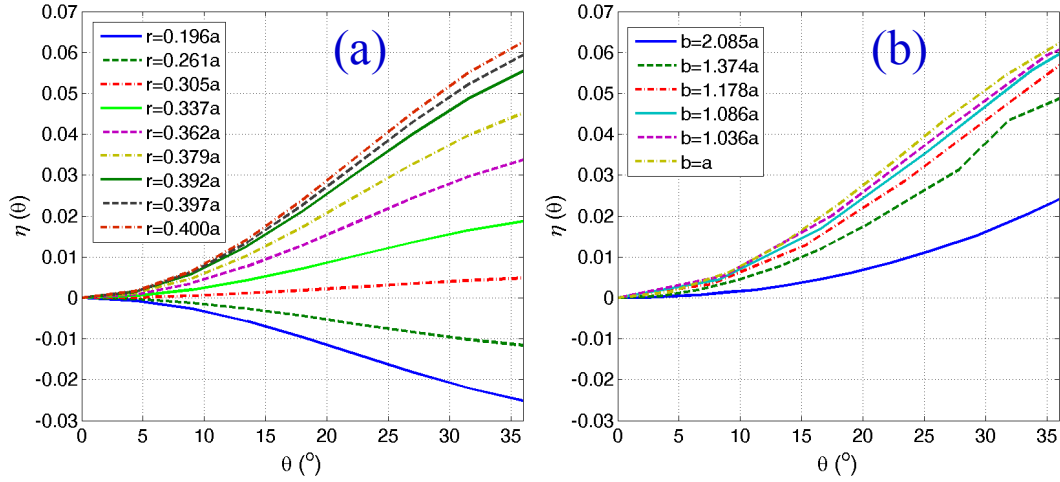 (a)
r=0.196a
r=0.261a
r=0.305a
r=0.337a
r=0.362a
r=0.379a
r=0.392a
r=0.397a
r=0.400a
0.07
0.06
0.05
0.04
0.03
0.02
0.01
0
-0.01
-0.02
-0.03
η (θ)
0 5 10 15 20 25 30 35
θ (°)
(b)
b=2.085a
b=1.374a
b=1.178a
b=1.086a
b=1.036a
b=a
0.07
0.06
0.05
0.04
0.03
0.02
0.01
0
-0.01
-0.02
-0.03
η (θ)
0 5 10 15 20 25 30 35
θ (°)